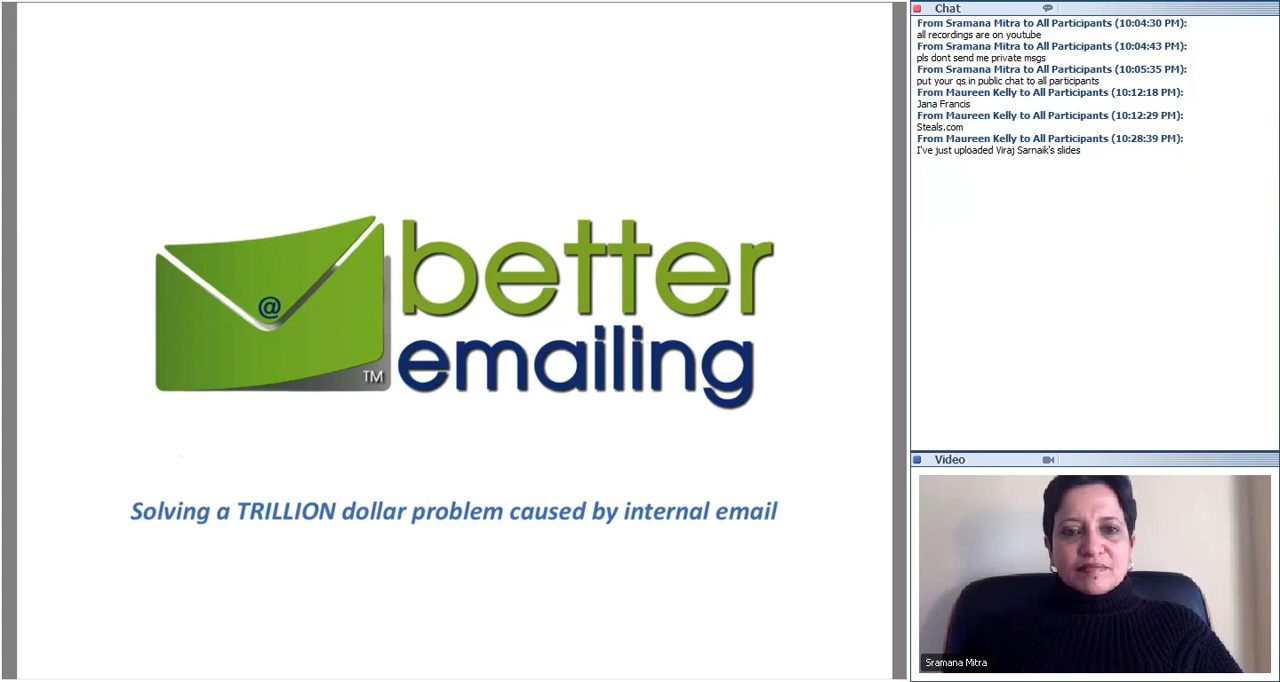 @
TM
better
emailing
Solving a TRILLION dollar problem caused by internal email
Chat
From Sramana Mitra to All Participants (10:04:30 PM):
all recordings are on youtube
From Sramana Mitra to All Participants (10:04:43 PM):
pls dont send me private msgs
From Sramana Mitra to All Participants (10:05:35 PM):
put your qs in public chat to all participants
From Maureen Kelly to All Participants (10:12:18 PM):
Jana Francis
From Maureen Kelly to All Participants (10:12:29 PM):
Steals.com
From Maureen Kelly to All Participants (10:28:39 PM):
I've just uploaded Viraj Sarnaik's slides
Video
Sramana Mitra